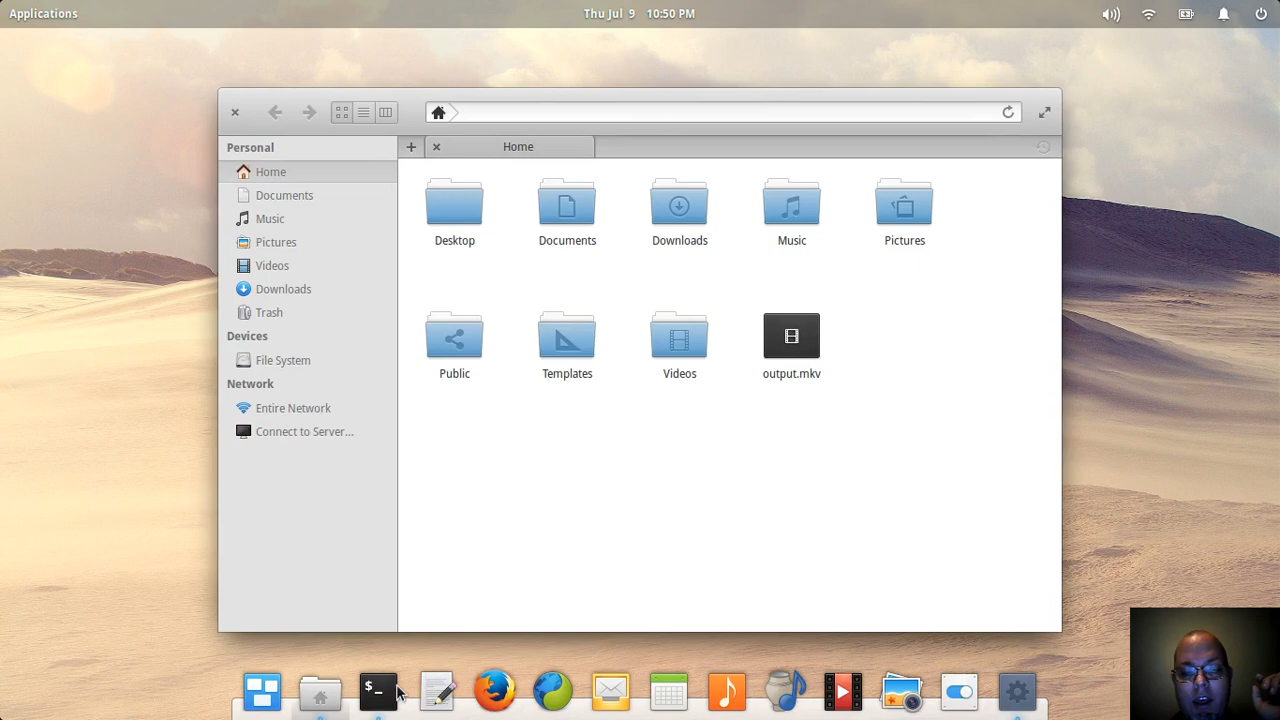 Applications
Thu Jul 9 10:50 PM
Personal
Home
Home
Documents
Music
Pictures
Videos
Downloads
Trash
Devices
File System
Network
Entire Network
Connect to Server...
Desktop
Documents
Downloads
Music
Pictures
Public
Templates
Videos
output.mkv
$_